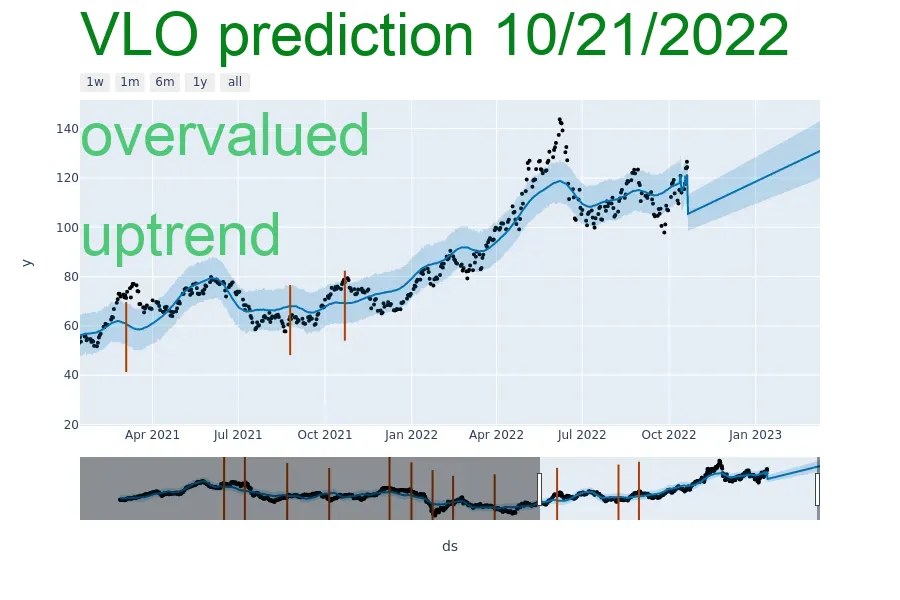 VLO prediction 10/21/2022
1w 1m 6m 1y all
overvalued
uptrend
y
140
120
100
80
60
40
20
Apr 2021 Jul 2021 Oct 2021 Jan 2022 Apr 2022 Jul 2022 Oct 2022 Jan 2023
ds